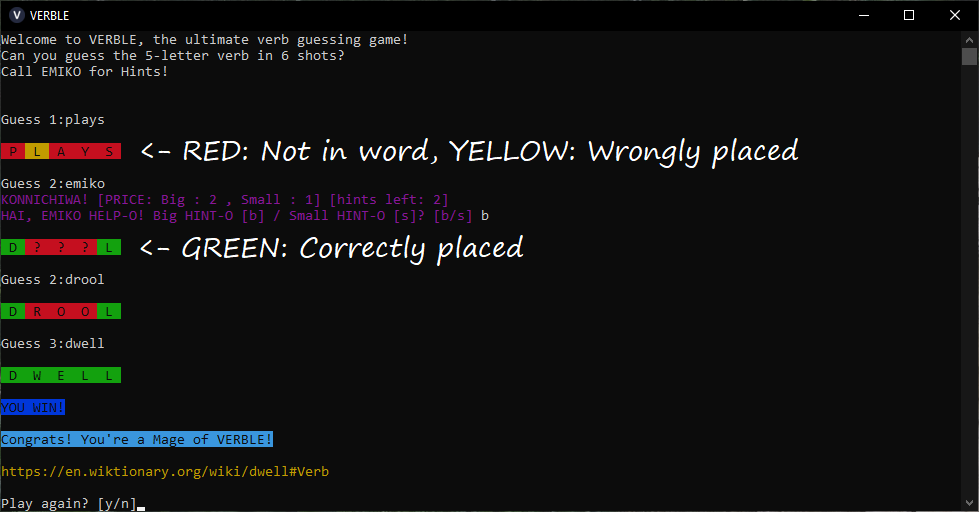 VERBLE
Welcome to VERBLE, the ultimate verb guessing game!
Can you guess the 5-letter verb in 6 shots?
Call EMIKO for Hints!
Guess 1:plays
P L A Y S <- RED: Not in word, YELLOW: Wrongly placed
Guess 2:emiko
KONNICHIWA! [PRICE: Big : 2 , Small : 1] [hints left: 2]
HAI, EMIKO HELP-O! Big HINT-O [b] / Small HINT-O [s]? [b/s] b
D ? ? ? L <- GREEN: Correctly placed
Guess 2:drool
D R O O L
Guess 3:dwell
D W E L L
YOU WIN!
Congrats! You're a Mage of VERBLE!
https://en.wiktionary.org/wiki/dwell#Verb
Play again? [y/n]